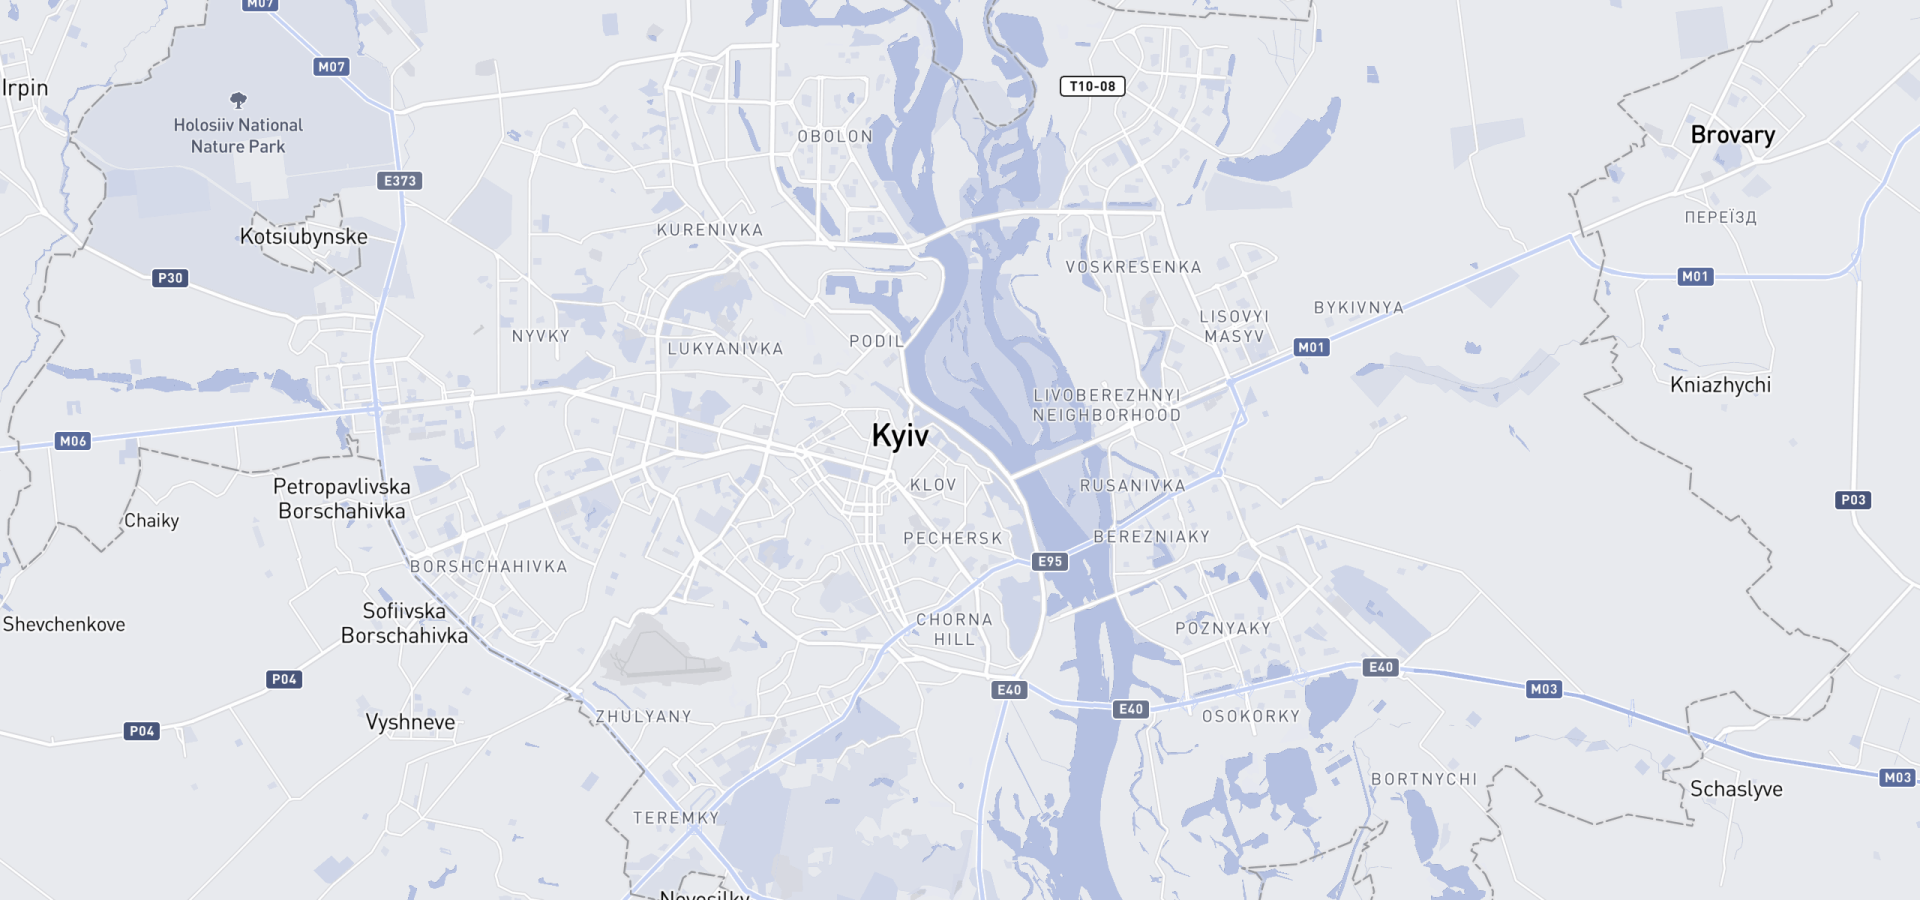 M07
M07
T10-08
Irpin
Holosiiv National
Nature Park
OBOLON
Brovary
E373
ПЕРЕЇЗД
KURENIVKA
Kotsiubynske
VOSKRESENKA
P30
M01
BYKIVNYA
LISOVYI
MASYV
NYVKY
PODIL
LUKYANIVKA
M01
Kniazhychi
LIVOBEREZHNYI
NEIGHBORHOOD
Kyiv
M06
KLOV
RUSANIVKA
Petropavlivska
Borschahivka
P03
Chaiky
PECHERSK
BEREZNIAKY
E95
BORSHCHAHIVKA
Sofiivska
Borschahivka
Shevchenkove
CHORNA
HILL
POZNYAKY
E40
P04
E40
M03
E40
Vyshneve
ZHULYANY
OSOKORKY
P04
BORTNYCHI
M03
Schaslyve
TEREMKY
Novosilky